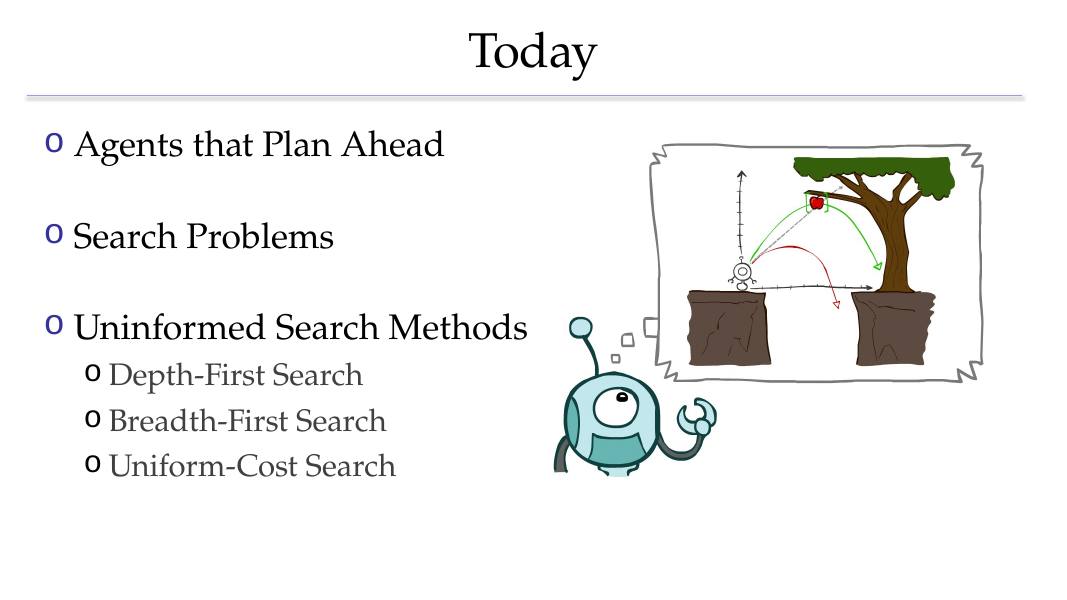 Today
o Agents that Plan Ahead
o Search Problems
o Uninformed Search Methods
o Depth-First Search
o Breadth-First Search
o Uniform-Cost Search